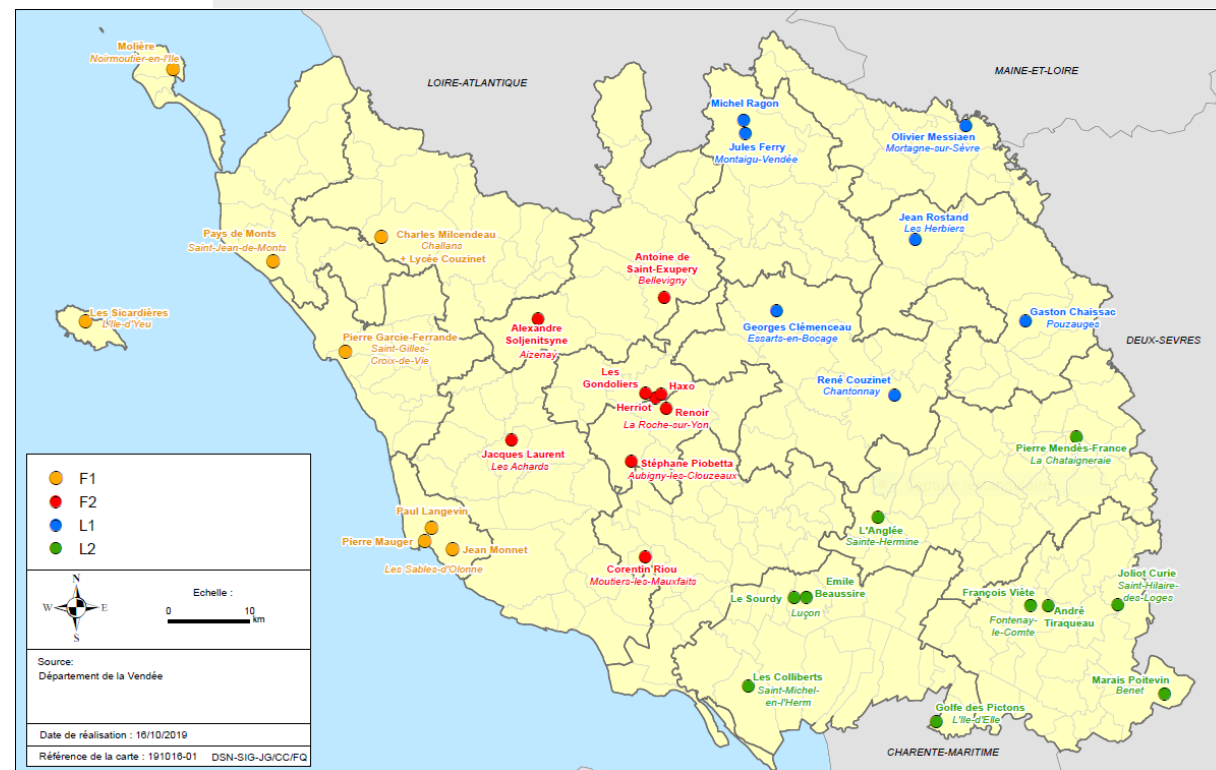 Molière
Noirmoutier-en-l'Ile
LOIRE-ATLANTIQUE
MAINE-ET-LOIRE
Michel Ragon
Jules Ferry
Montaigu-Vendée
Olivier Messiaen
Mortagne-sur-Sèvre
Pays de Monts
Saint-Jean-de-Monts
Charles Milcendeau
Challans
+ Lycée Couzinet
Jean Rostand
Les Herbiers
Antoine de
Saint-Exupery
Bellevigny
Les Sicardières
L'Ile-d'Yeu
Alexandre
Soljenitsyne
Aizenay
Georges Clémenceau
Essarts-en-Bocage
Gaston Chaissac
Pouzauges
DEUX-SEVRES
Pierre Garcie-Ferrande
Saint-Gilles-
Croix-de-Vie
Les
Gondoliers
Haxo
Herriot
Renoir
La Roche-sur-Yon
René Couzinet
Chantonnay
Jacques Laurent
Les Achards
Stéphane Piobetta
Aubigny-les-Clouzeaux
Pierre Mendès-France
La Chataigneraie
Paul Langevin
Pierre Mauger
Jean Monnet
Les Sables-d'Olonne
L'Anglée
Sainte-Hermine
Corentin Riou
Moutiers-les-Mauxfaits
Le Sourdy
Emile
Beaussire
Luçon
François Viète
Fontenay-
le-Comte
André
Tiraqueau
Joliot Curie
Saint-Hilaire-
des-Loges
Les Colliberts
Saint-Michel-
en-l'Herm
Golfe des Pictons
L'Ile-d'Elle
Marais Poitevin
Benet
CHARENTE-MARITIME
F1
F2
L1
L2
N
W
E
S
Echelle :
0 10
km
Source:
Département de la Vendée
Date de réalisation : 16/10/2019
Référence de la carte : 191016-01 DSN-SIG-JG/CC/FQ